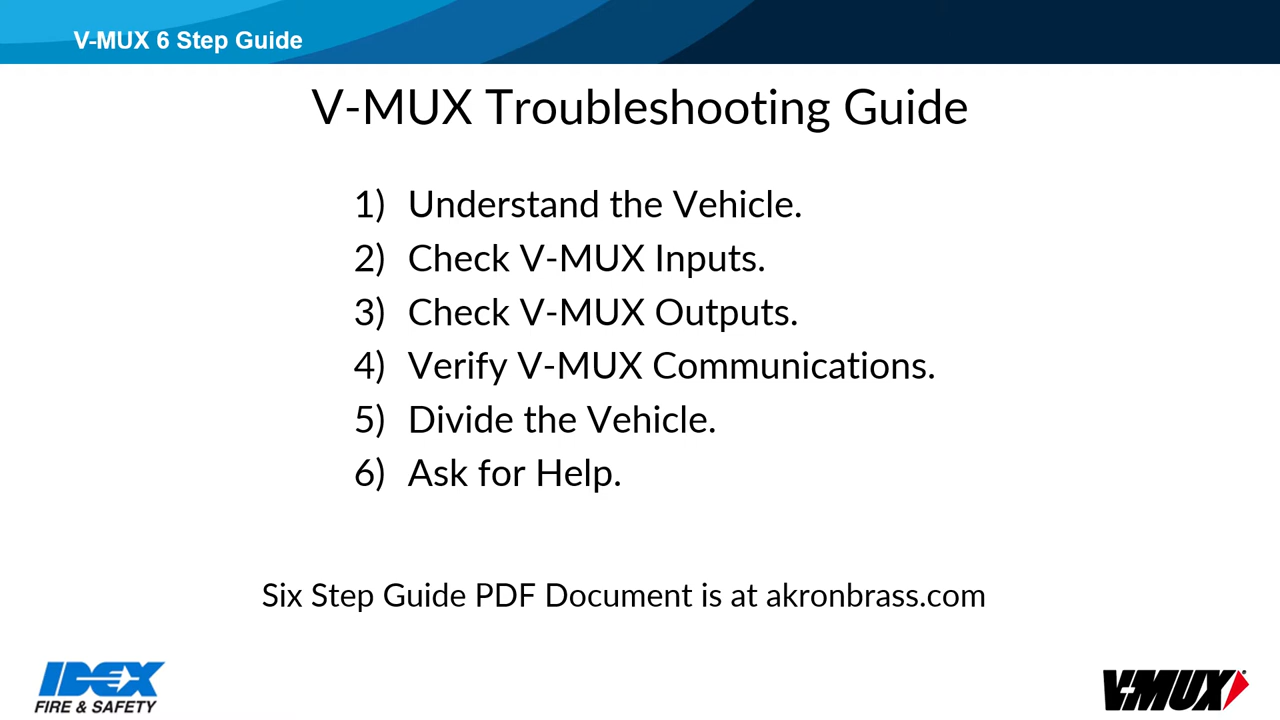 V-MUX 6 Step Guide
V-MUX Troubleshooting Guide
1) Understand the Vehicle.
2) Check V-MUX Inputs.
3) Check V-MUX Outputs.
4) Verify V-MUX Communications.
5) Divide the Vehicle.
6) Ask for Help.
Six Step Guide PDF Document is at akronbrass.com
IDEX
FIRE & SAFETY
V-MUX